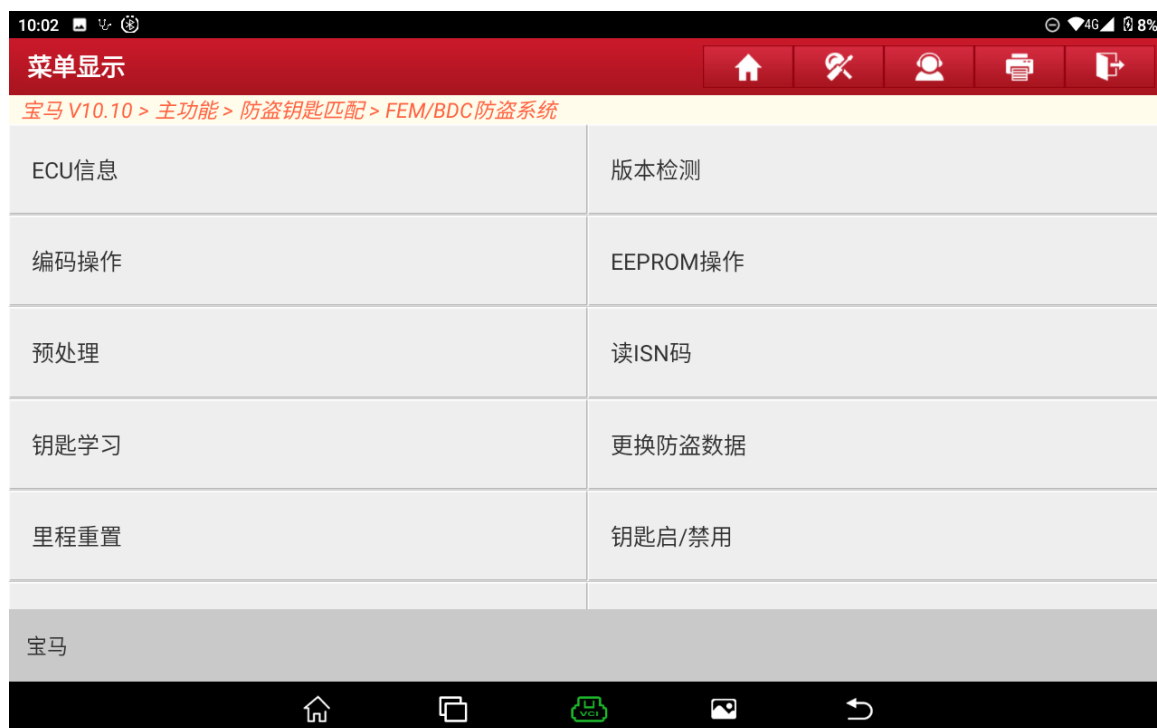 10:02
4G 8%
菜单显示
宝马 V10.10 > 主功能 > 防盗钥匙匹配 > FEM/BDC防盗系统
ECU信息
版本检测
编码操作
EEPROM操作
预处理
读ISN码
钥匙学习
更换防盗数据
里程重置
钥匙启/禁用
宝马
VCI